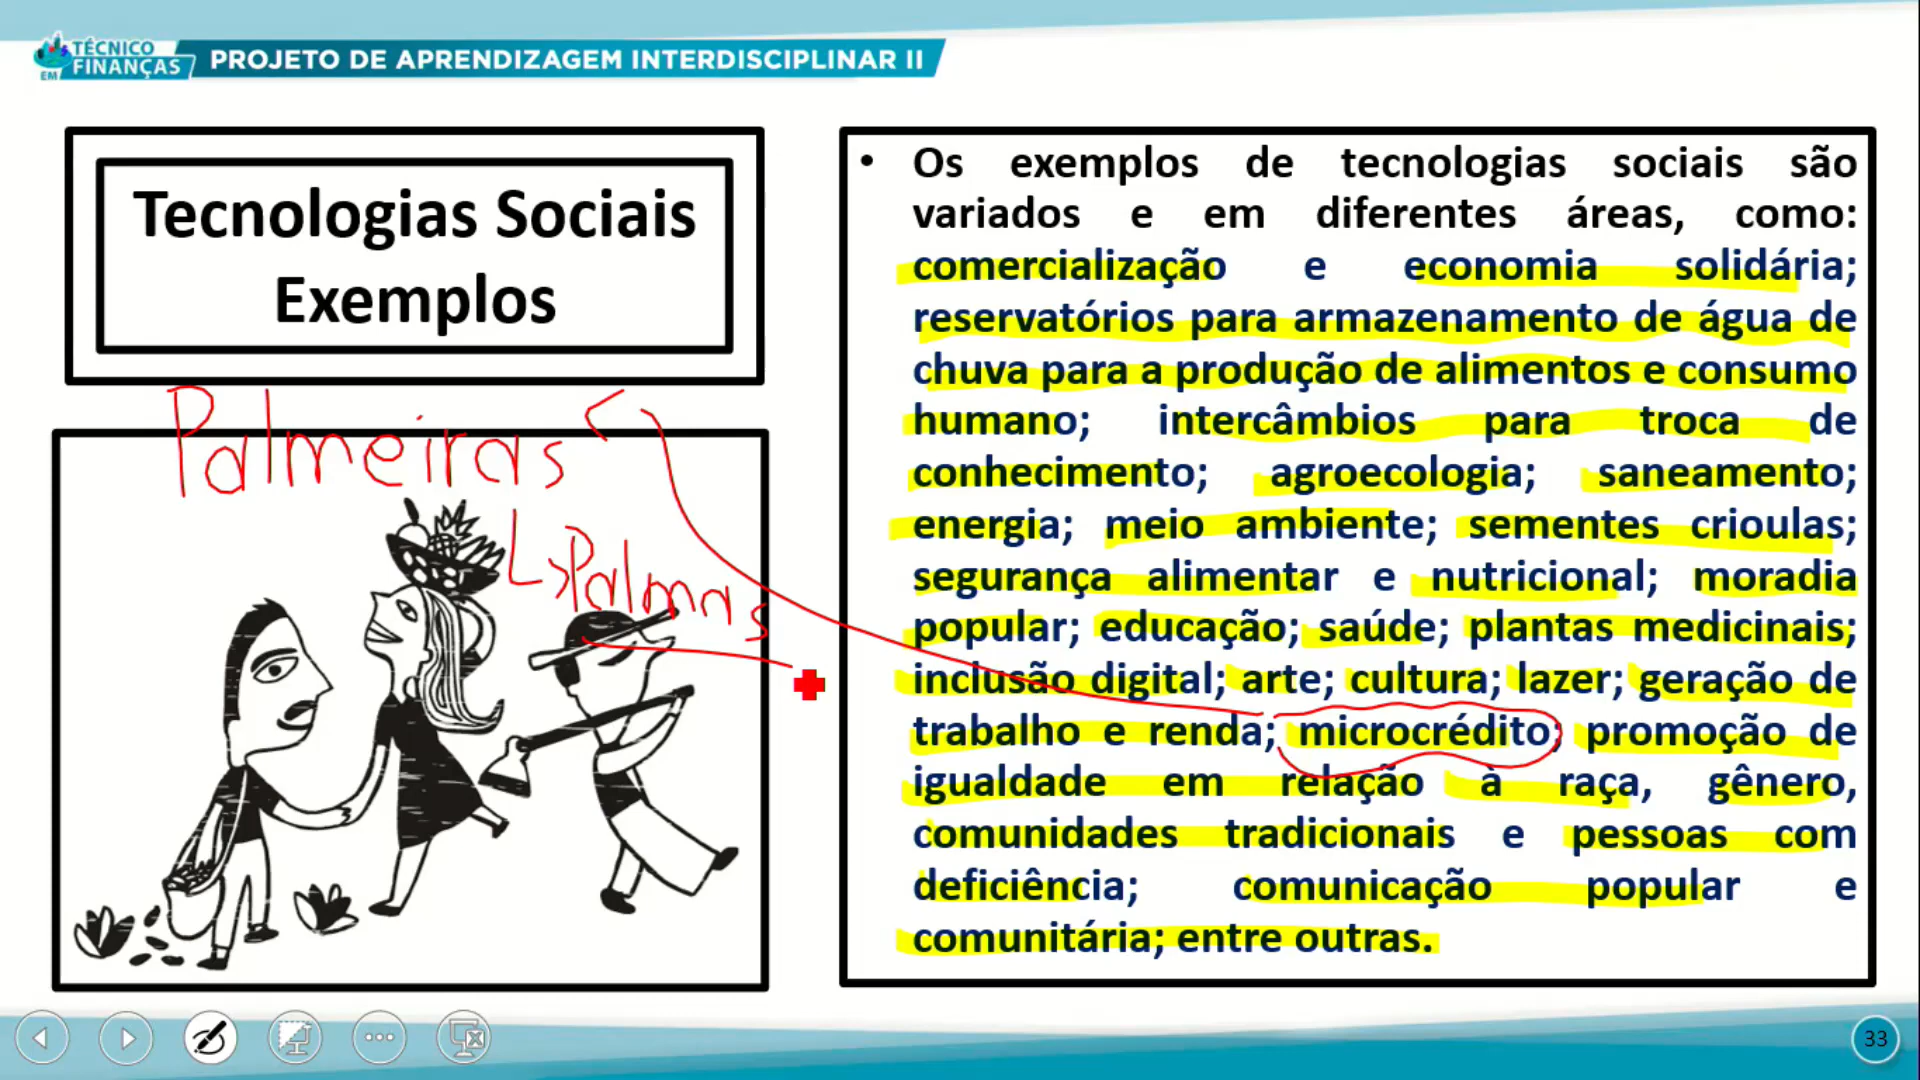 TÉCNICO
EM FINANÇAS
PROJETO DE APRENDIZAGEM INTERDISCIPLINAR II
Tecnologias Sociais
Exemplos
Palmeiras
Palmas
• Os exemplos de tecnologias sociais são
variados e em diferentes áreas, como:
comercialização e economia solidária;
reservatórios para armazenamento de água de
chuva para a produção de alimentos e consumo
humano; intercâmbios para troca de
conhecimento; agroecologia; saneamento;
energia; meio ambiente; sementes crioulas;
segurança alimentar e nutricional; moradia
popular; educação; saúde; plantas medicinais;
inclusão digital; arte; cultura; lazer; geração de
trabalho e renda; microcrédito; promoção de
igualdade em relação à raça, gênero,
comunidades tradicionais e pessoas com
deficiência; comunicação popular e
comunitária; entre outras.
33